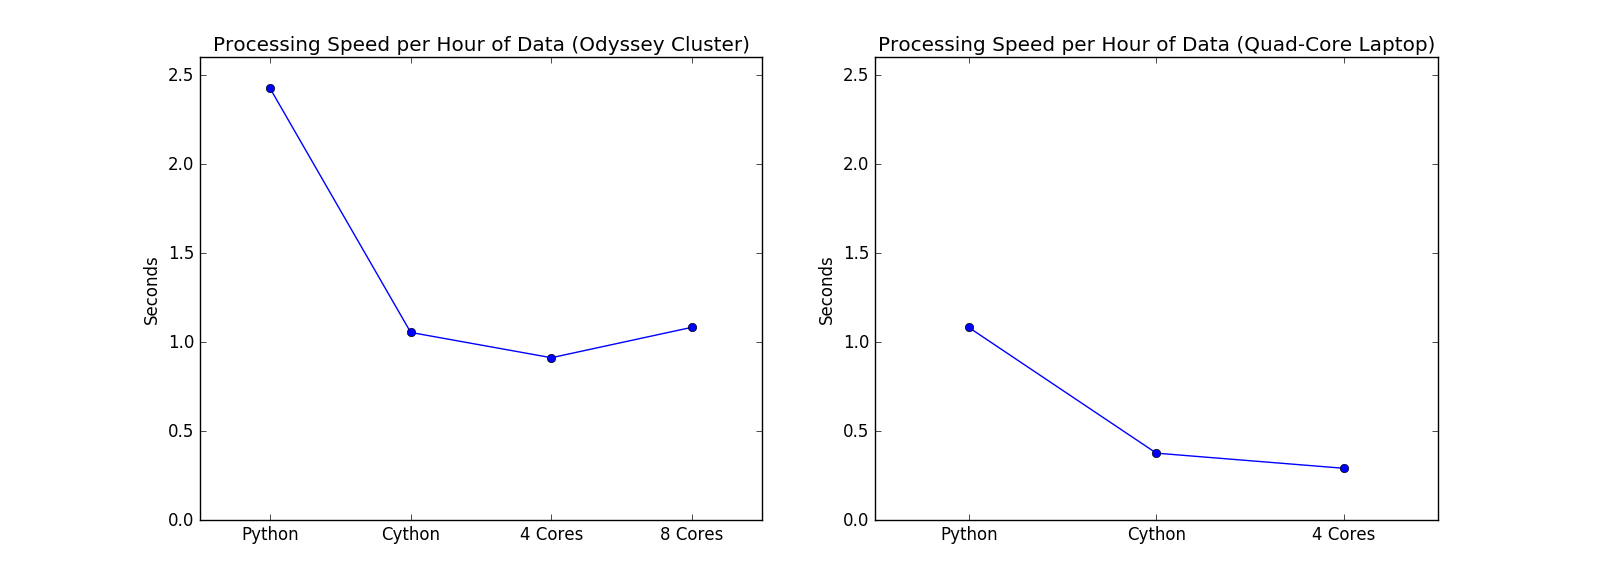 Processing Speed per Hour of Data (Odyssey Cluster)
2.5
2.0
1.5
1.0
0.5
0.0
Seconds
Python Cython 4 Cores 8 Cores
Processing Speed per Hour of Data (Quad-Core Laptop)
2.5
2.0
1.5
1.0
0.5
0.0
Seconds
Python Cython 4 Cores